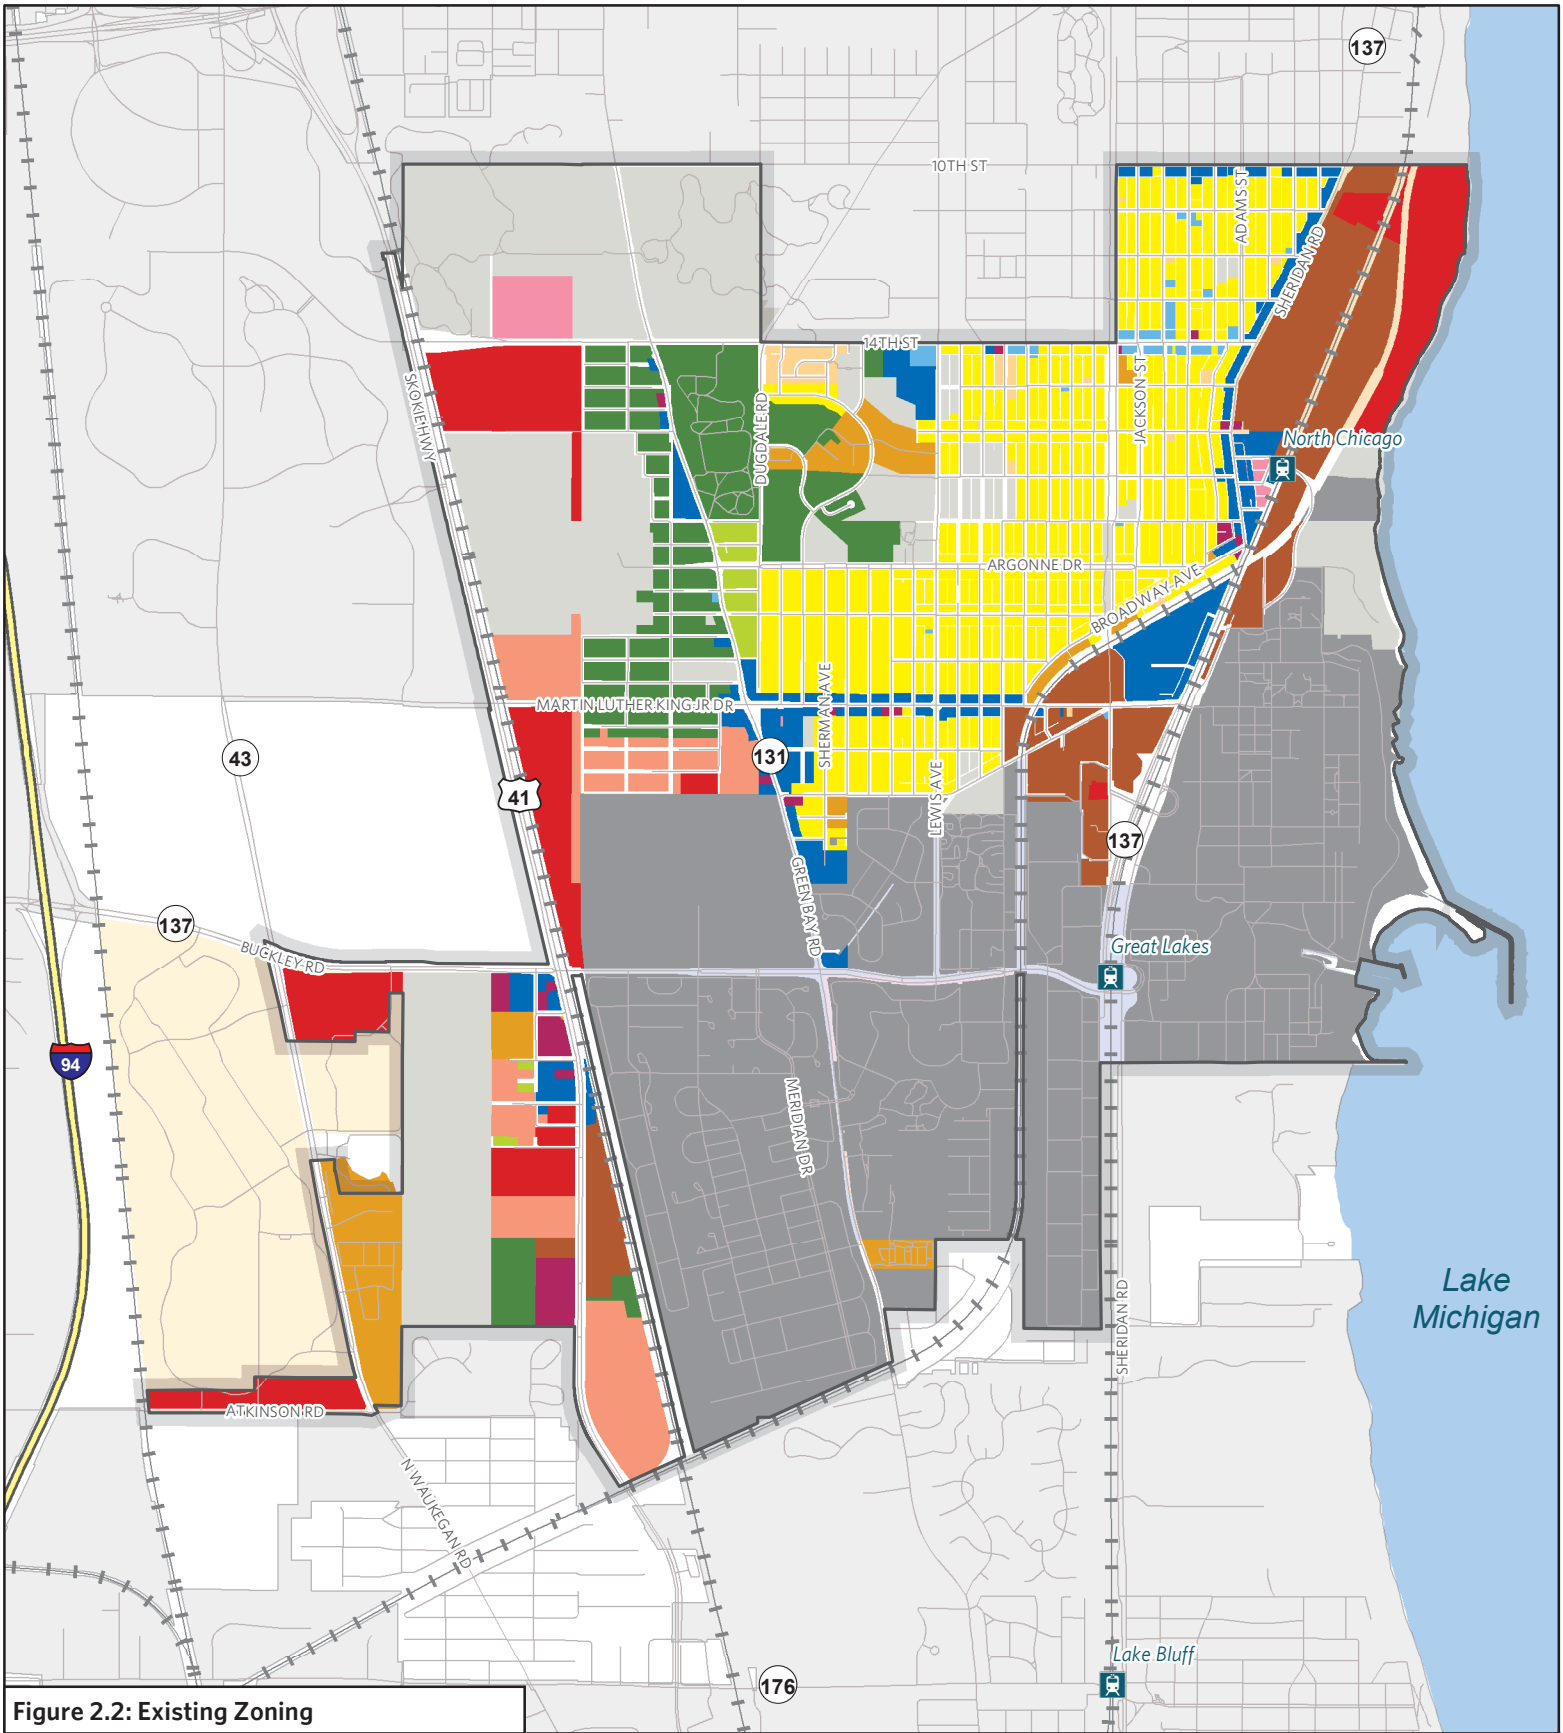 137
10TH ST
ADAMS ST
SHERIDAN RD
14TH ST
SKOKIE HWY
DUGDALE RD
JACKSON ST
North Chicago
ARGONNE DR
BROADWAY AVE
MARTIN LUTHER KING JR DR
SHERMAN AVE
43
131
41
LEWIS AVE
137
GREEN BAY RD
137
BUCKLEY RD
Great Lakes
94
MERIDIAN DR
Lake
Michigan
SHERIDAN RD
ATKINSON RD
N WAUKEGAN RD
Lake Bluff
176
Figure 2.2: Existing Zoning